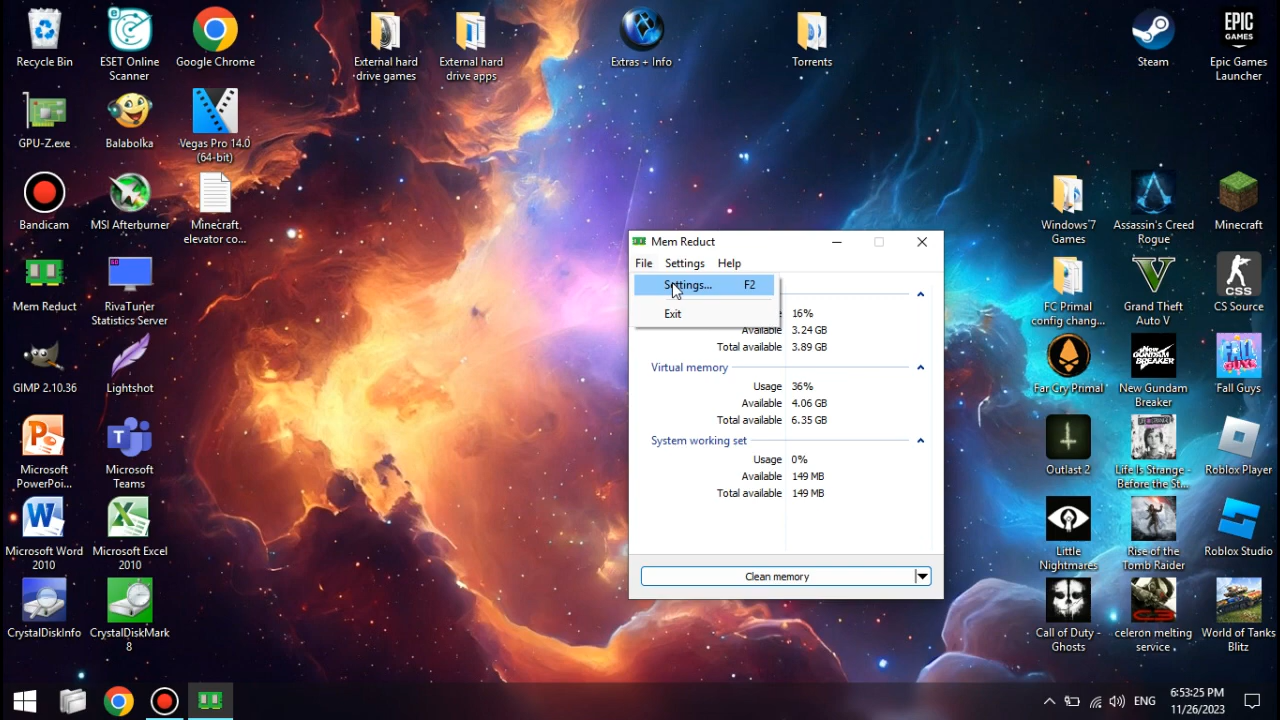 Recycle Bin
ESET Online
Scanner
Google Chrome
External hard
drive games
External hard
drive apps
Extras + Info
Torrents
Steam
EPIC
GAMES
Epic Games
Launcher
GPU-Z.exe
Balabolka
Vegas Pro 14.0
(64-bit)
Bandicam
MSI Afterburner
Minecraft
elevator co...
Windows 7
Games
Assassin's Creed
Rogue
Minecraft
Mem Reduct
RivaTuner
Statistics Server
FC Primal
config chang...
Grand Theft
Auto V
CSS
CS Source
GIMP 2.10.36
Lightshot
Far Cry Primal
New
GUNDAM
BREAKER
New Gundam
Breaker
FALL
GUYS
Fall Guys
Microsoft
PowerPoi...
Microsoft
Teams
Outlast 2
Life Is Strange -
Before the St...
Roblox Player
Microsoft Word
2010
Microsoft Excel
2010
Little
Nightmares
Rise of the
Tomb Raider
Roblox Studio
CrystalDiskInfo
CrystalDiskMark
8
Call of Duty -
Ghosts
celeron melting
service
World of Tanks
Blitz
Mem Reduct
File Settings Help
Settings... F2
Exit
16%
Available 3.24 GB
Total available 3.89 GB
Virtual memory
Usage 36%
Available 4.06 GB
Total available 6.35 GB
System working set
Usage 0%
Available 149 MB
Total available 149 MB
Clean memory
ENG
6:53:25 PM
11/26/2023